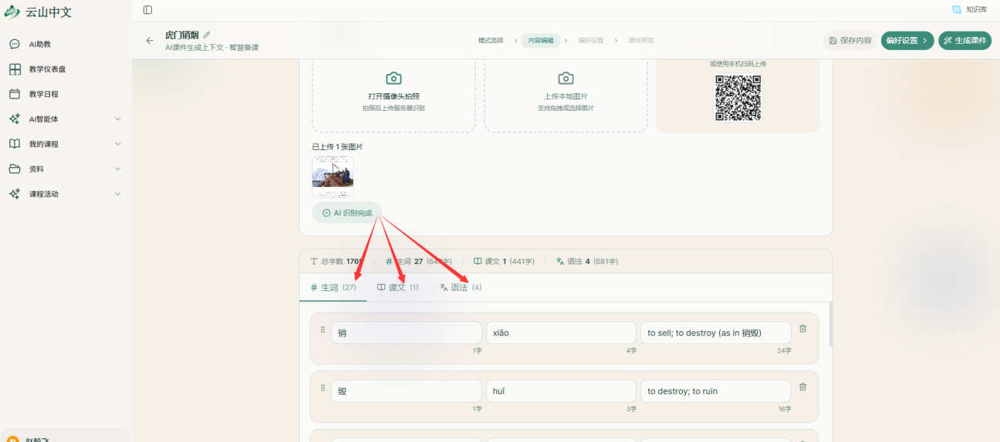 云山中文
知识库
虎门销烟
AI课件生成上下文 · 智慧备课
模式选择 > 内容编辑 > 偏好设置 > 课件预览
保存内容
偏好设置 >
生成课件
AI助教
教学仪表盘
教学日程
AI智能体
我的课程
资料
课程活动
打开摄像头拍照
拍照后上传服务器识别
上传本地图片
支持拖拽或选择图片
或使用手机扫码上传
已上传 1 张图片
AI 识别完成
总字数
# 生词 27
课文 1 (441字)
语法 4 (681字)
# 生词 (27)
课文 (1)
语法 (4)
销
1字
xiāo
4字
to sell; to destroy (as in 销毁)
24字
毁
1字
huǐ
3字
to destroy; to ruin
16字